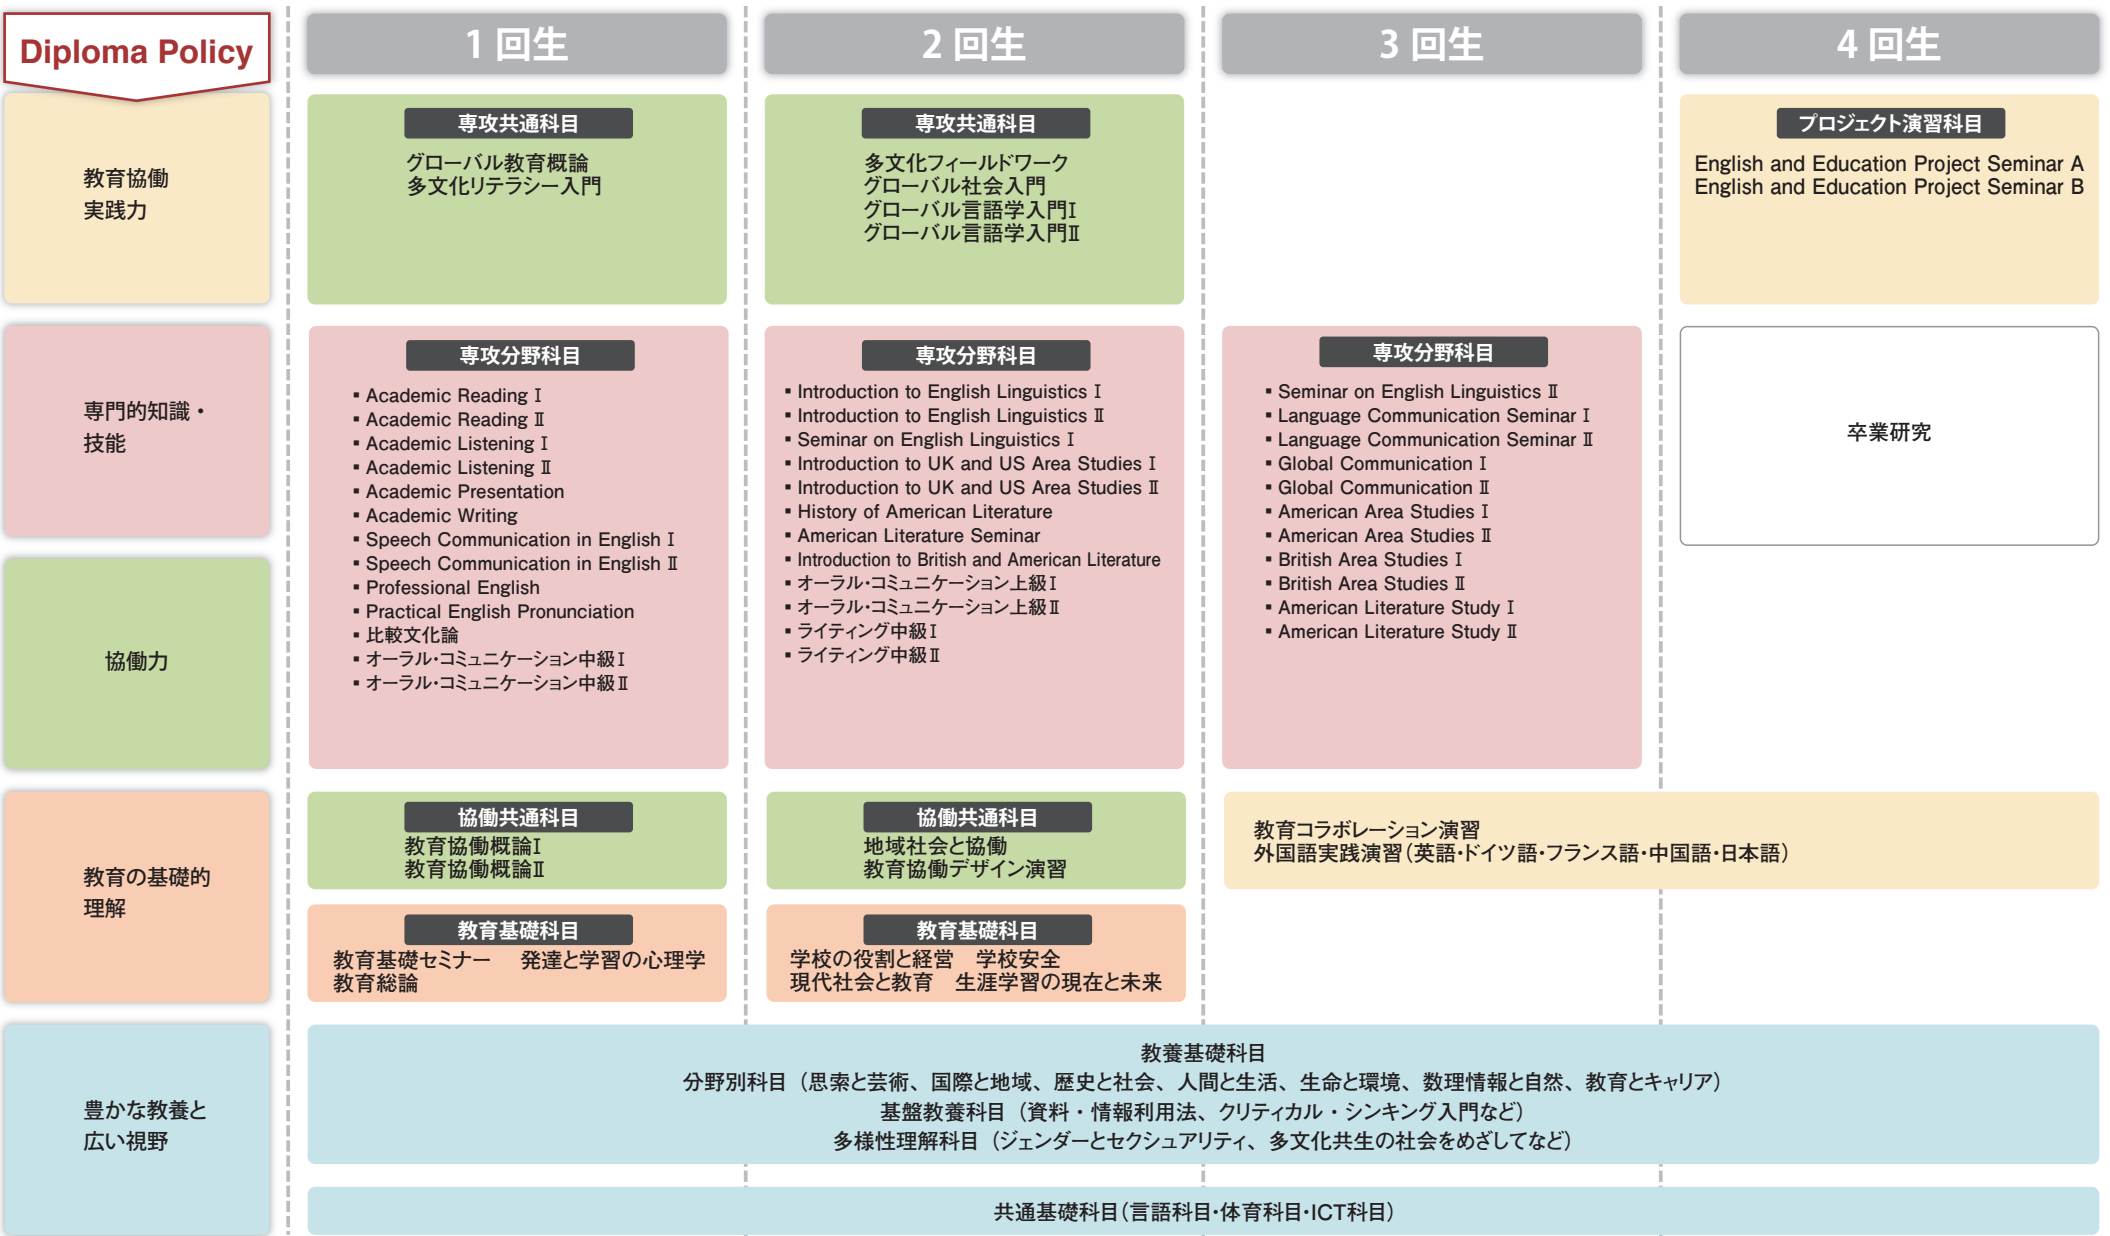 Diploma Policy
1 回生
2 回生
3 回生
4 回生
教育協働
実践力
専攻共通科目
グローバル教育概論
多文化リテラシー入門
専攻共通科目
多文化フィールドワーク
グローバル社会入門
グローバル言語学入門Ⅰ
グローバル言語学入門Ⅱ
プロジェクト演習科目
English and Education Project Seminar A
English and Education Project Seminar B
専門的知識・
技能
専攻分野科目
▪ Academic Reading Ⅰ
▪ Academic Reading Ⅱ
▪ Academic Listening Ⅰ
▪ Academic Listening Ⅱ
▪ Academic Presentation
▪ Academic Writing
▪ Speech Communication in English Ⅰ
▪ Speech Communication in English Ⅱ
▪ Professional English
▪ Practical English Pronunciation
▪ 比較文化論
▪ オーラル・コミュニケーション中級Ⅰ
▪ オーラル・コミュニケーション中級Ⅱ
専攻分野科目
▪ Introduction to English Linguistics Ⅰ
▪ Introduction to English Linguistics Ⅱ
▪ Seminar on English Linguistics Ⅰ
▪ Introduction to UK and US Area Studies Ⅰ
▪ Introduction to UK and US Area Studies Ⅱ
▪ History of American Literature
▪ American Literature Seminar
▪ Introduction to British and American Literature
▪ オーラル・コミュニケーション上級Ⅰ
▪ オーラル・コミュニケーション上級Ⅱ
▪ ライティング中級Ⅰ
▪ ライティング中級Ⅱ
専攻分野科目
▪ Seminar on English Linguistics Ⅱ
▪ Language Communication Seminar Ⅰ
▪ Language Communication Seminar Ⅱ
▪ Global Communication Ⅰ
▪ Global Communication Ⅱ
▪ American Area Studies Ⅰ
▪ American Area Studies Ⅱ
▪ British Area Studies Ⅰ
▪ British Area Studies Ⅱ
▪ American Literature Study Ⅰ
▪ American Literature Study Ⅱ
卒業研究
協働力
教育の基礎的
理解
協働共通科目
教育協働概論Ⅰ
教育協働概論Ⅱ
協働共通科目
地域社会と協働
教育協働デザイン演習
教育コラボレーション演習
外国語実践演習(英語・ドイツ語・フランス語・中国語・日本語)
教育基礎科目
教育基礎セミナー　発達と学習の心理学
教育総論
教育基礎科目
学校の役割と経営　学校安全
現代社会と教育　生涯学習の現在と未来
豊かな教養と
広い視野
教養基礎科目
分野別科目（思索と芸術、国際と地域、歴史と社会、人間と生活、生命と環境、数理情報と自然、教育とキャリア）
基盤教養科目（資料・情報利用法、クリティカル・シンキング入門など）
多様性理解科目（ジェンダーとセクシュアリティ、多文化共生の社会をめざしてなど）
共通基礎科目(言語科目・体育科目・ICT科目)